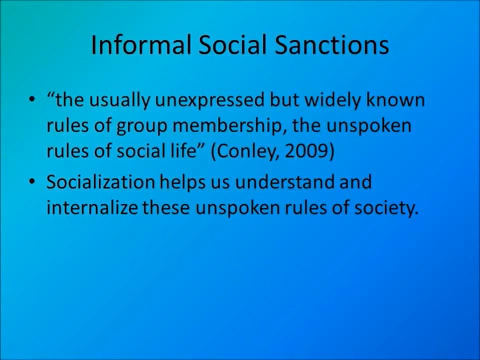 Informal Social Sanctions
• “the usually unexpressed but widely known
rules of group membership, the unspoken
rules of social life” (Conley, 2009)
• Socialization helps us understand and
internalize these unspoken rules of society.